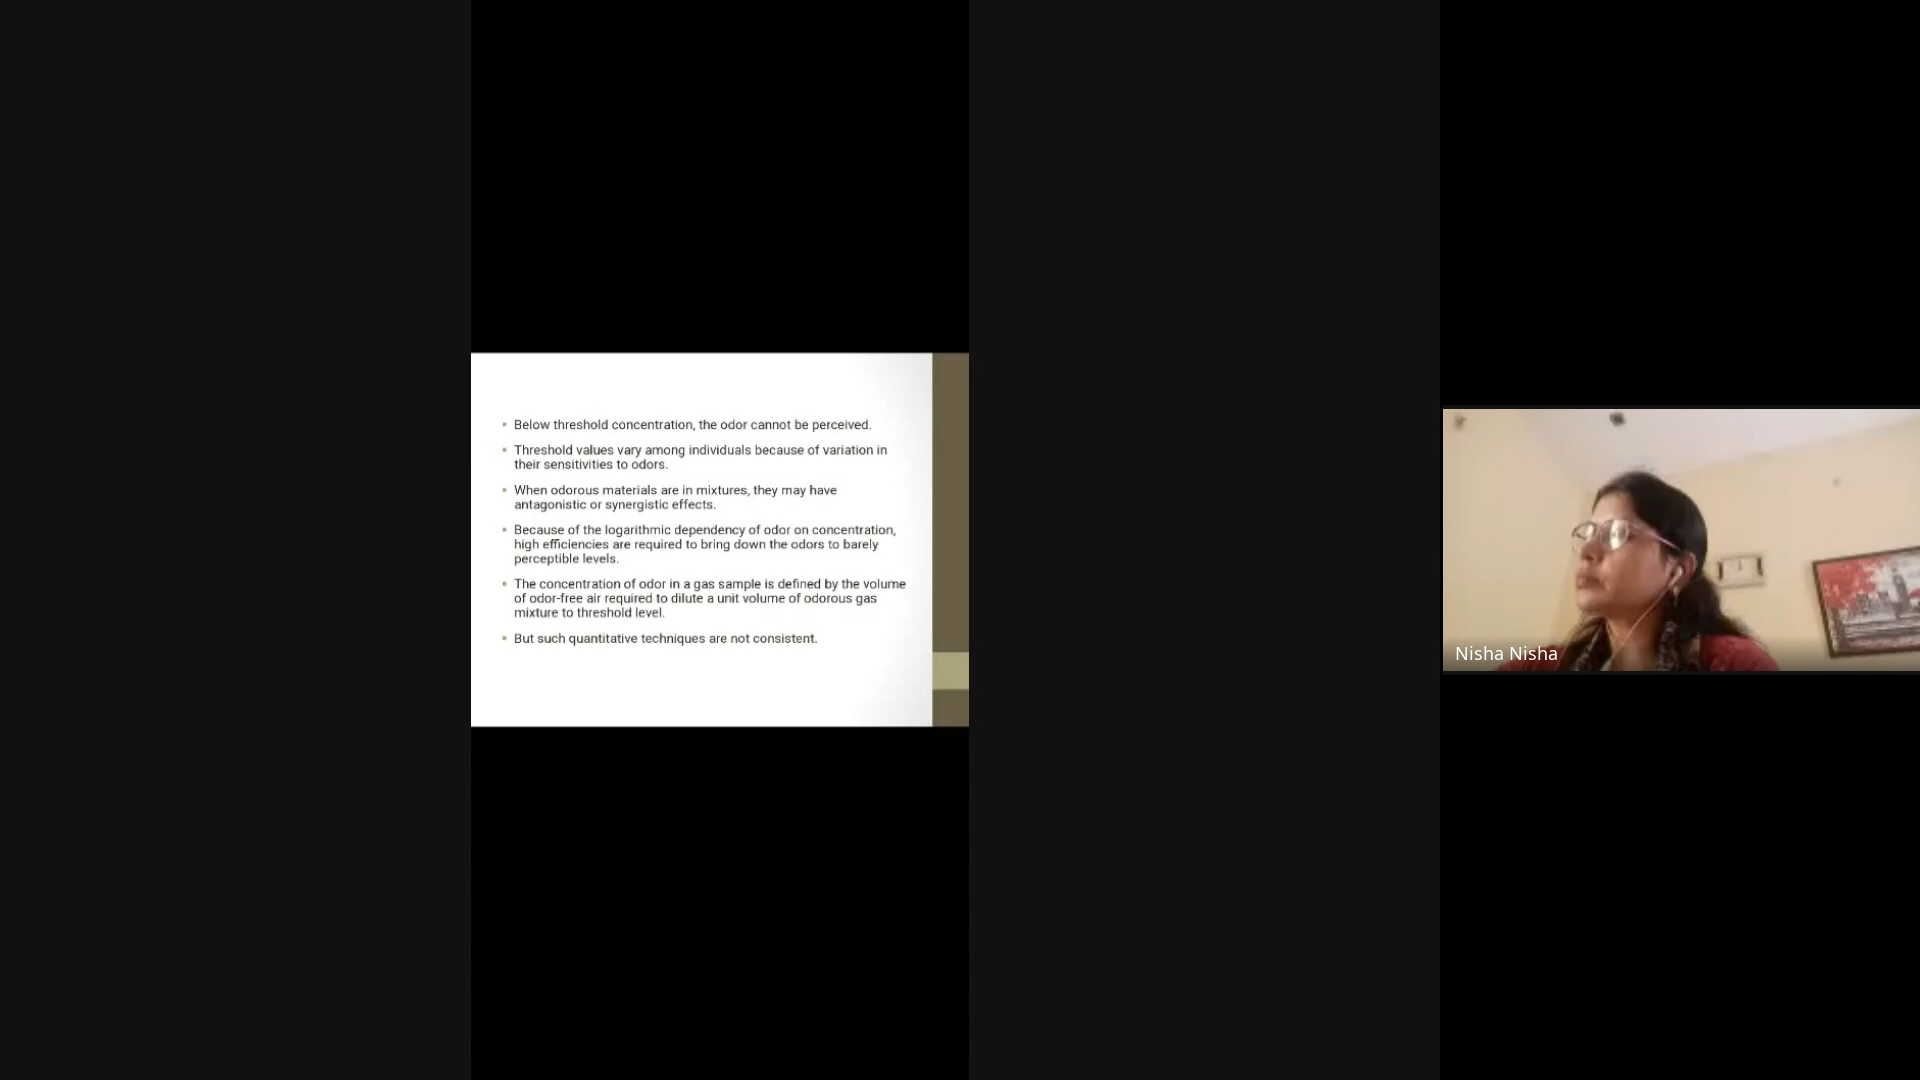 Below threshold concentration, the odor cannot be perceived.
Threshold values vary among individuals because of variation in
their sensitivities to odors.
When odorous materials are in mixtures, they may have
antagonistic or synergistic effects.
Because of the logarithmic dependency of odor on concentration,
high efficiencies are required to bring down the odors to barely
perceptible levels.
The concentration of odor in a gas sample is defined by the volume
of odor-free air required to dilute a unit volume of odorous gas
mixture to threshold level.
But such quantitative techniques are not consistent.
Nisha Nisha